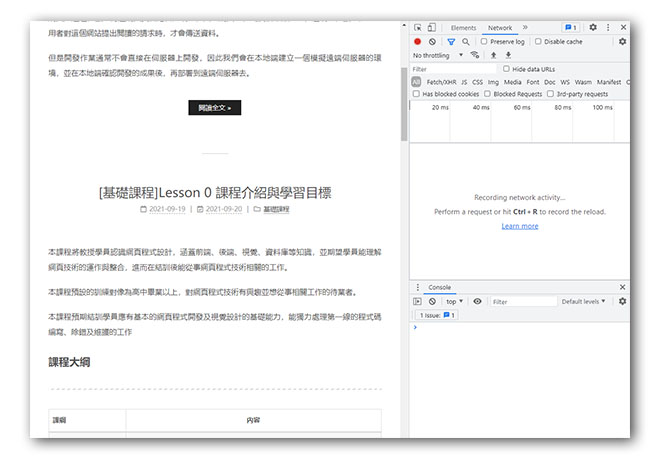 用者對這個網站提出閱讀的請求時，才會傳送資料。
但是開發作業通常不會直接在伺服器上開發，因此我們會在本地端建立一個模擬遠端伺服器的環
境，並在本地端確認開發的成果後，再部署到遠端伺服器去。
閱讀全文 »
[基礎課程]Lesson 0 課程介紹與學習目標
2021-09-19 | 2021-09-20 | 基礎課程
本課程將教授學員認識網頁程式設計，涵蓋前端、後端、視覺、資料庫等知識，並期望學員能理解
網頁技術的運作與整合，進而在結訓後能從事網頁程式技術相關的工作。
本課程預設的訓練對像為高中畢業以上，對網頁程式技術有興趣並想從事相關工作的待業者。
本課程預期結訓學員應有基本的網頁程式開發及視覺設計的基礎能力，能獨力處理第一線的程式碼
編寫、除錯及維護的工作
課程大綱
課綱 內容
Elements Network » 1
Preserve log Disable cache
No throttling
Filter Hide data URLs
All Fetch/XHR JS CSS Img Media Font Doc WS Wasm Manifest
Has blocked cookies Blocked Requests 3rd-party requests
20 ms 40 ms 60 ms 80 ms 100 ms
Recording network activity...
Perform a request or hit Ctrl + R to record the reload.
Learn more
Console
top Filter Default levels
1 Issue: 1